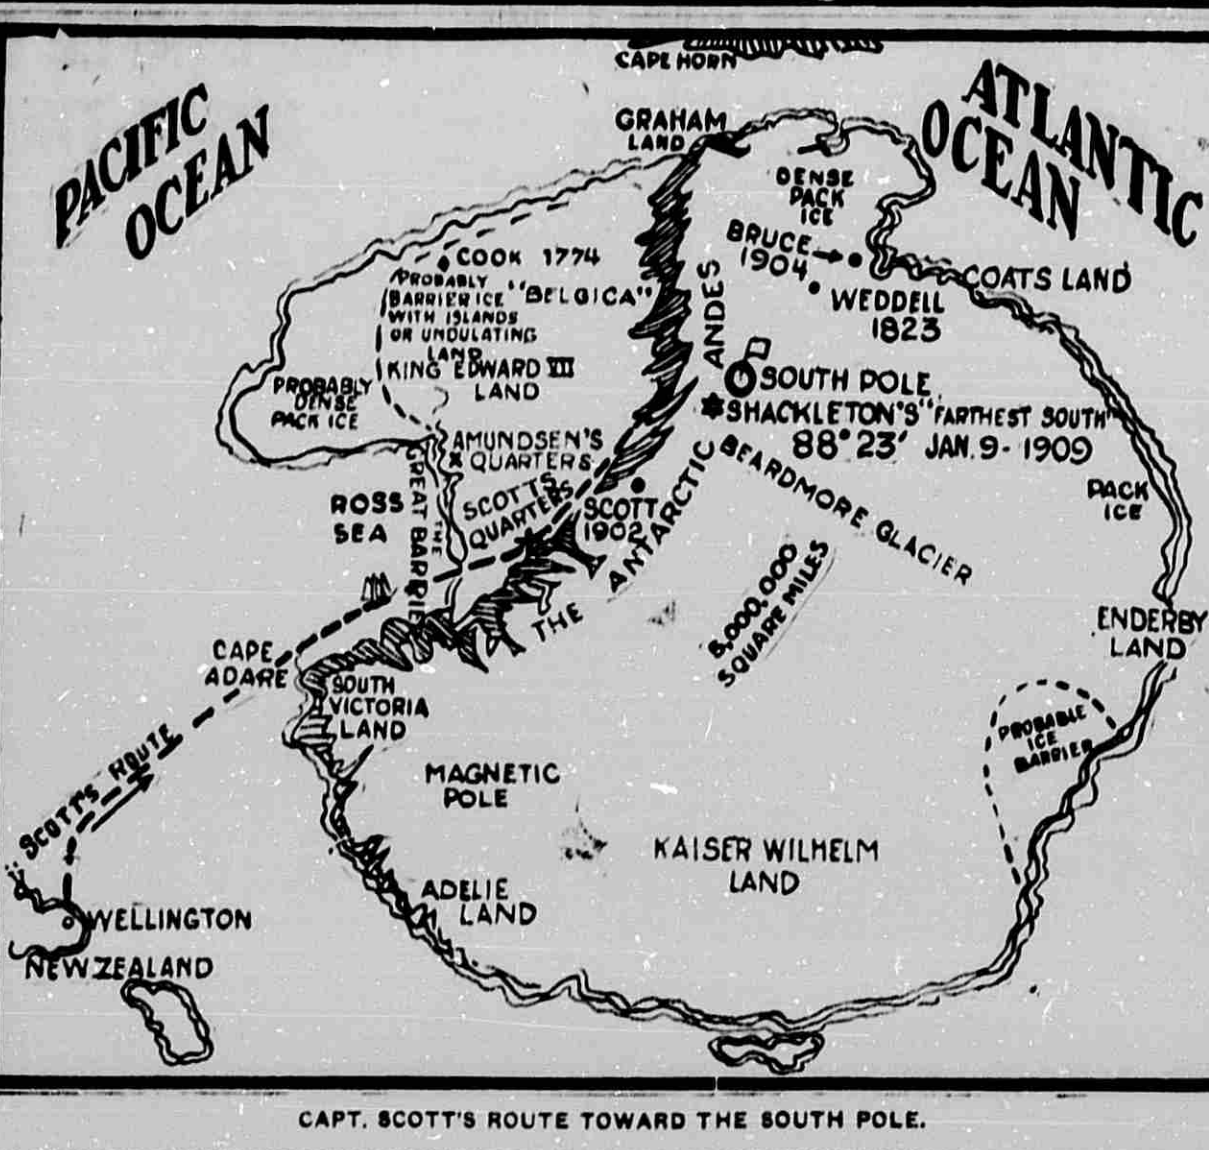 CAPE HORN
PACIFIC
OCEAN
ATLANTIC
OCEAN
GRAHAM
LAND
DENSE
PACK
ICE
BRUCE
1904
COATS LAND
WEDDELL
1823
COOK 1774
PROBABLY
BARRIER ICE
WITH ISLANDS
OR UNDULATING
LAND
"BELGICA"
KING EDWARD VII
LAND
PROBABLY
DENSE
PACK ICE
SOUTH POLE
SHACKLETON'S "FARTHEST SOUTH"
88° 23' JAN. 9 - 1909
AMUNDSEN'S
QUARTERS
SCOTT'S
QUARTERS
SCOTT
1902
ROSS
SEA
THE
GREAT BARRIE
THE ANTARCTIC ANDES
BEARDMORE GLACIER
PACK
ICE
8,000,000
SQUARE MILES
ENDERBY
LAND
CAPE
ADARE
SOUTH
VICTORIA
LAND
PROBABLE
ICE
BARRIER
SCOTT'S ROUTE
MAGNETIC
POLE
KAISER WILHELM
LAND
ADELIE
LAND
WELLINGTON
NEW ZEALAND
CAPT. SCOTT'S ROUTE TOWARD THE SOUTH POLE.